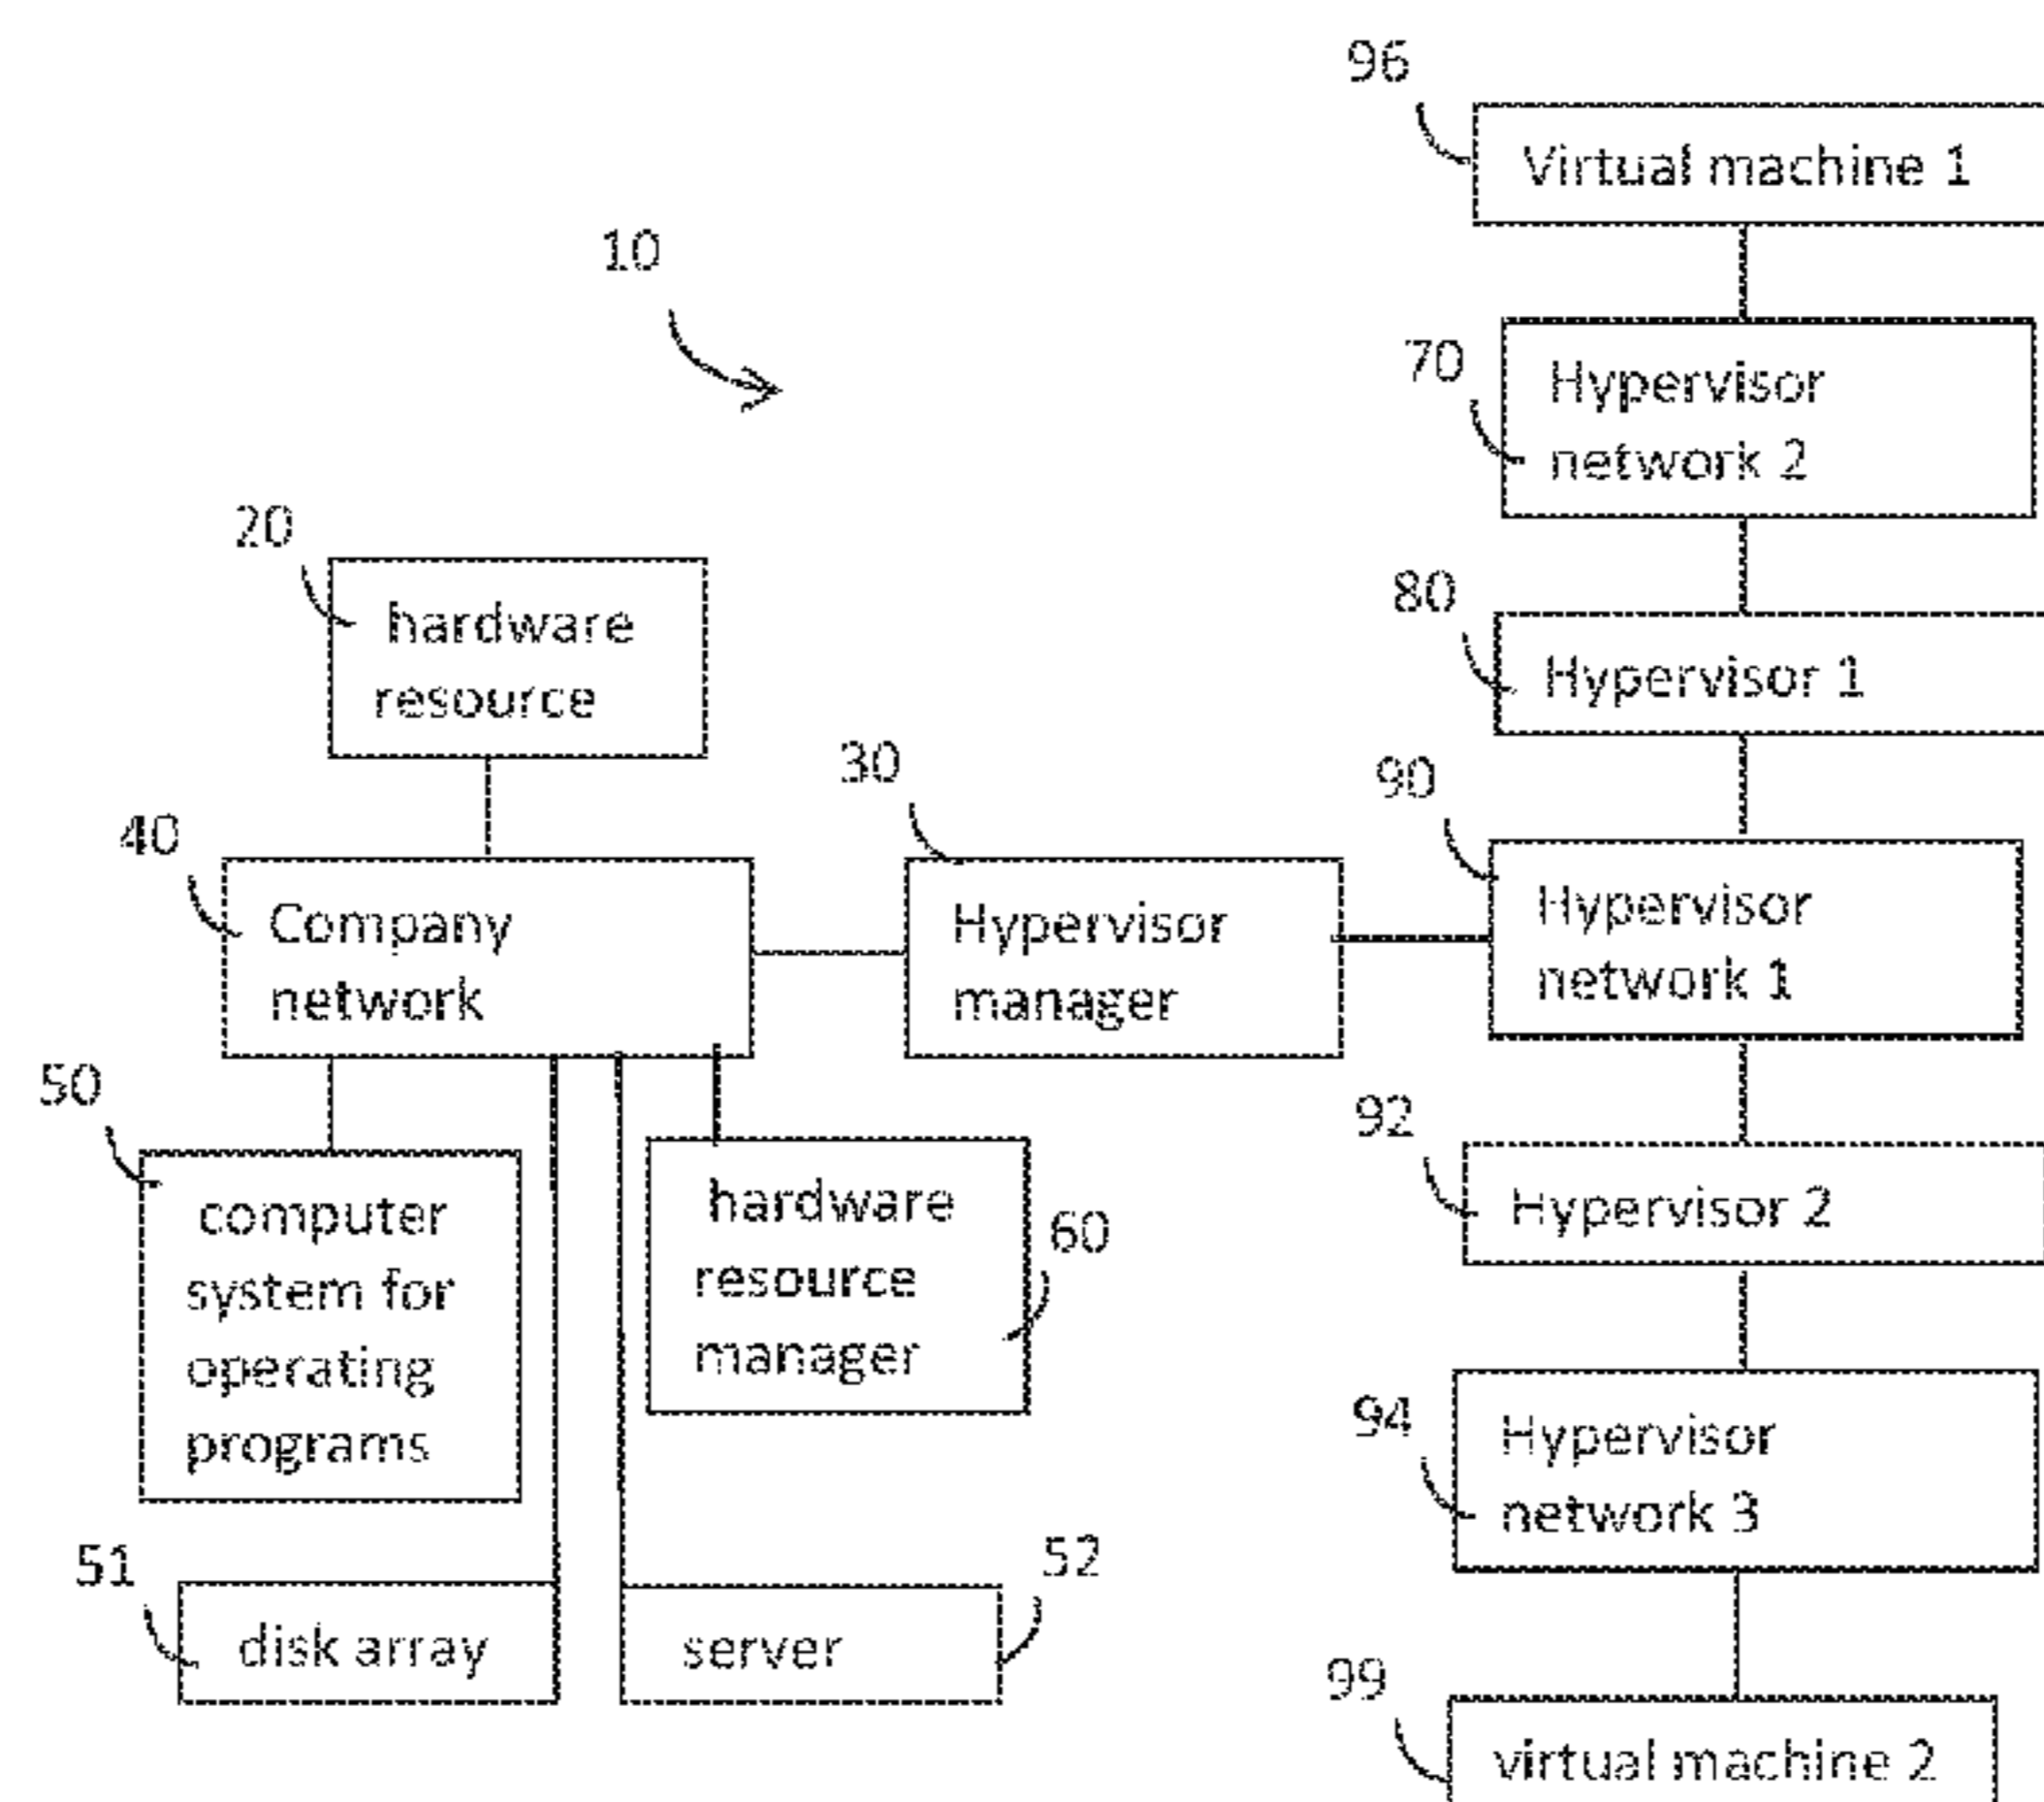 96
Virtual machine 1
10
70
Hypervisor
network 2
20
hardware
resource
80
Hypervisor 1
30
90
40
Company
network
Hypervisor
manager
Hypervisor
network 1
50
computer
system for
operating
programs
hardware
resource
manager
60
92
Hypervisor 2
94
Hypervisor
network 3
51
disk array
server
52
99
virtual machine 2